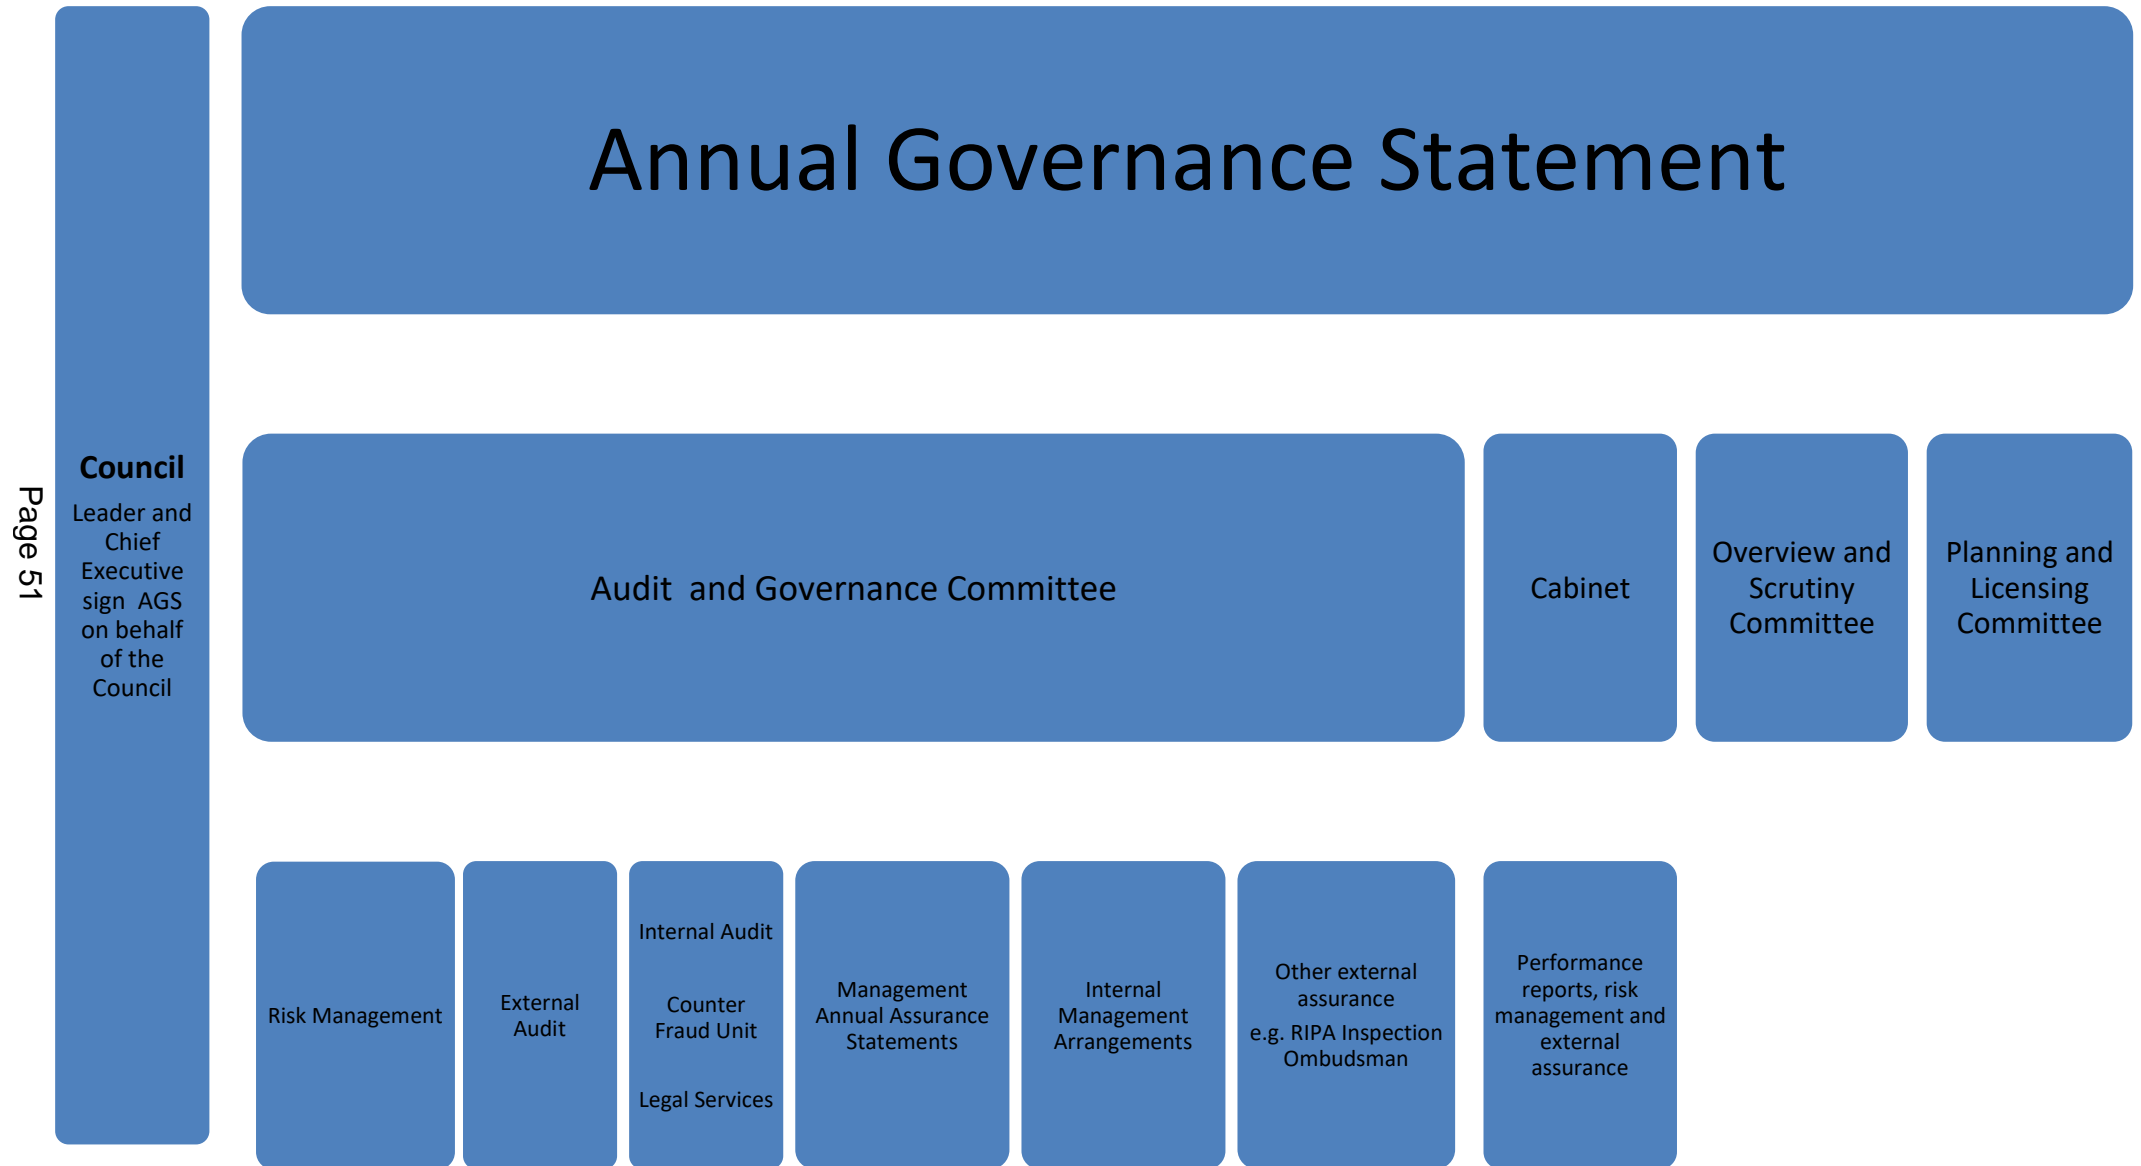 Page 51
Council
Leader and
Chief
Executive
sign AGS
on behalf
of the
Council
Annual Governance Statement
Audit and Governance Committee
Cabinet
Overview and
Scrutiny
Committee
Planning and
Licensing
Committee
Risk Management
External
Audit
Internal Audit
Counter
Fraud Unit
Legal Services
Management
Annual Assurance
Statements
Internal
Management
Arrangements
Other external
assurance
e.g. RIPA Inspection
Ombudsman
Performance
reports, risk
management and
external
assurance